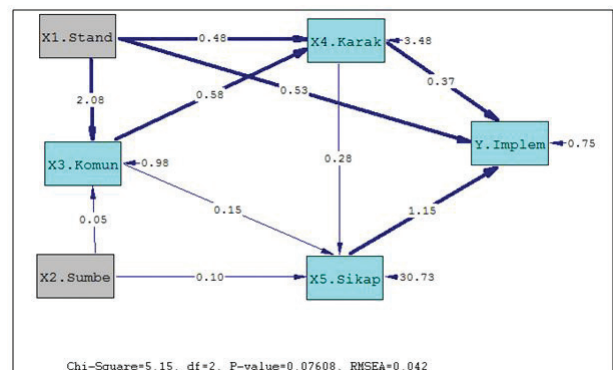 X1.Stand
0.48
X4.Karak
3.48
2.08
0.58
0.53
0.37
X3.Komun
0.98
0.28
Y.Implem
0.75
0.05
0.15
1.15
X2.Sumbe
0.10
X5.Sikap
30.73
Chi-Square=5.15, df=2, P-value=0.07608, RMSEA=0.042